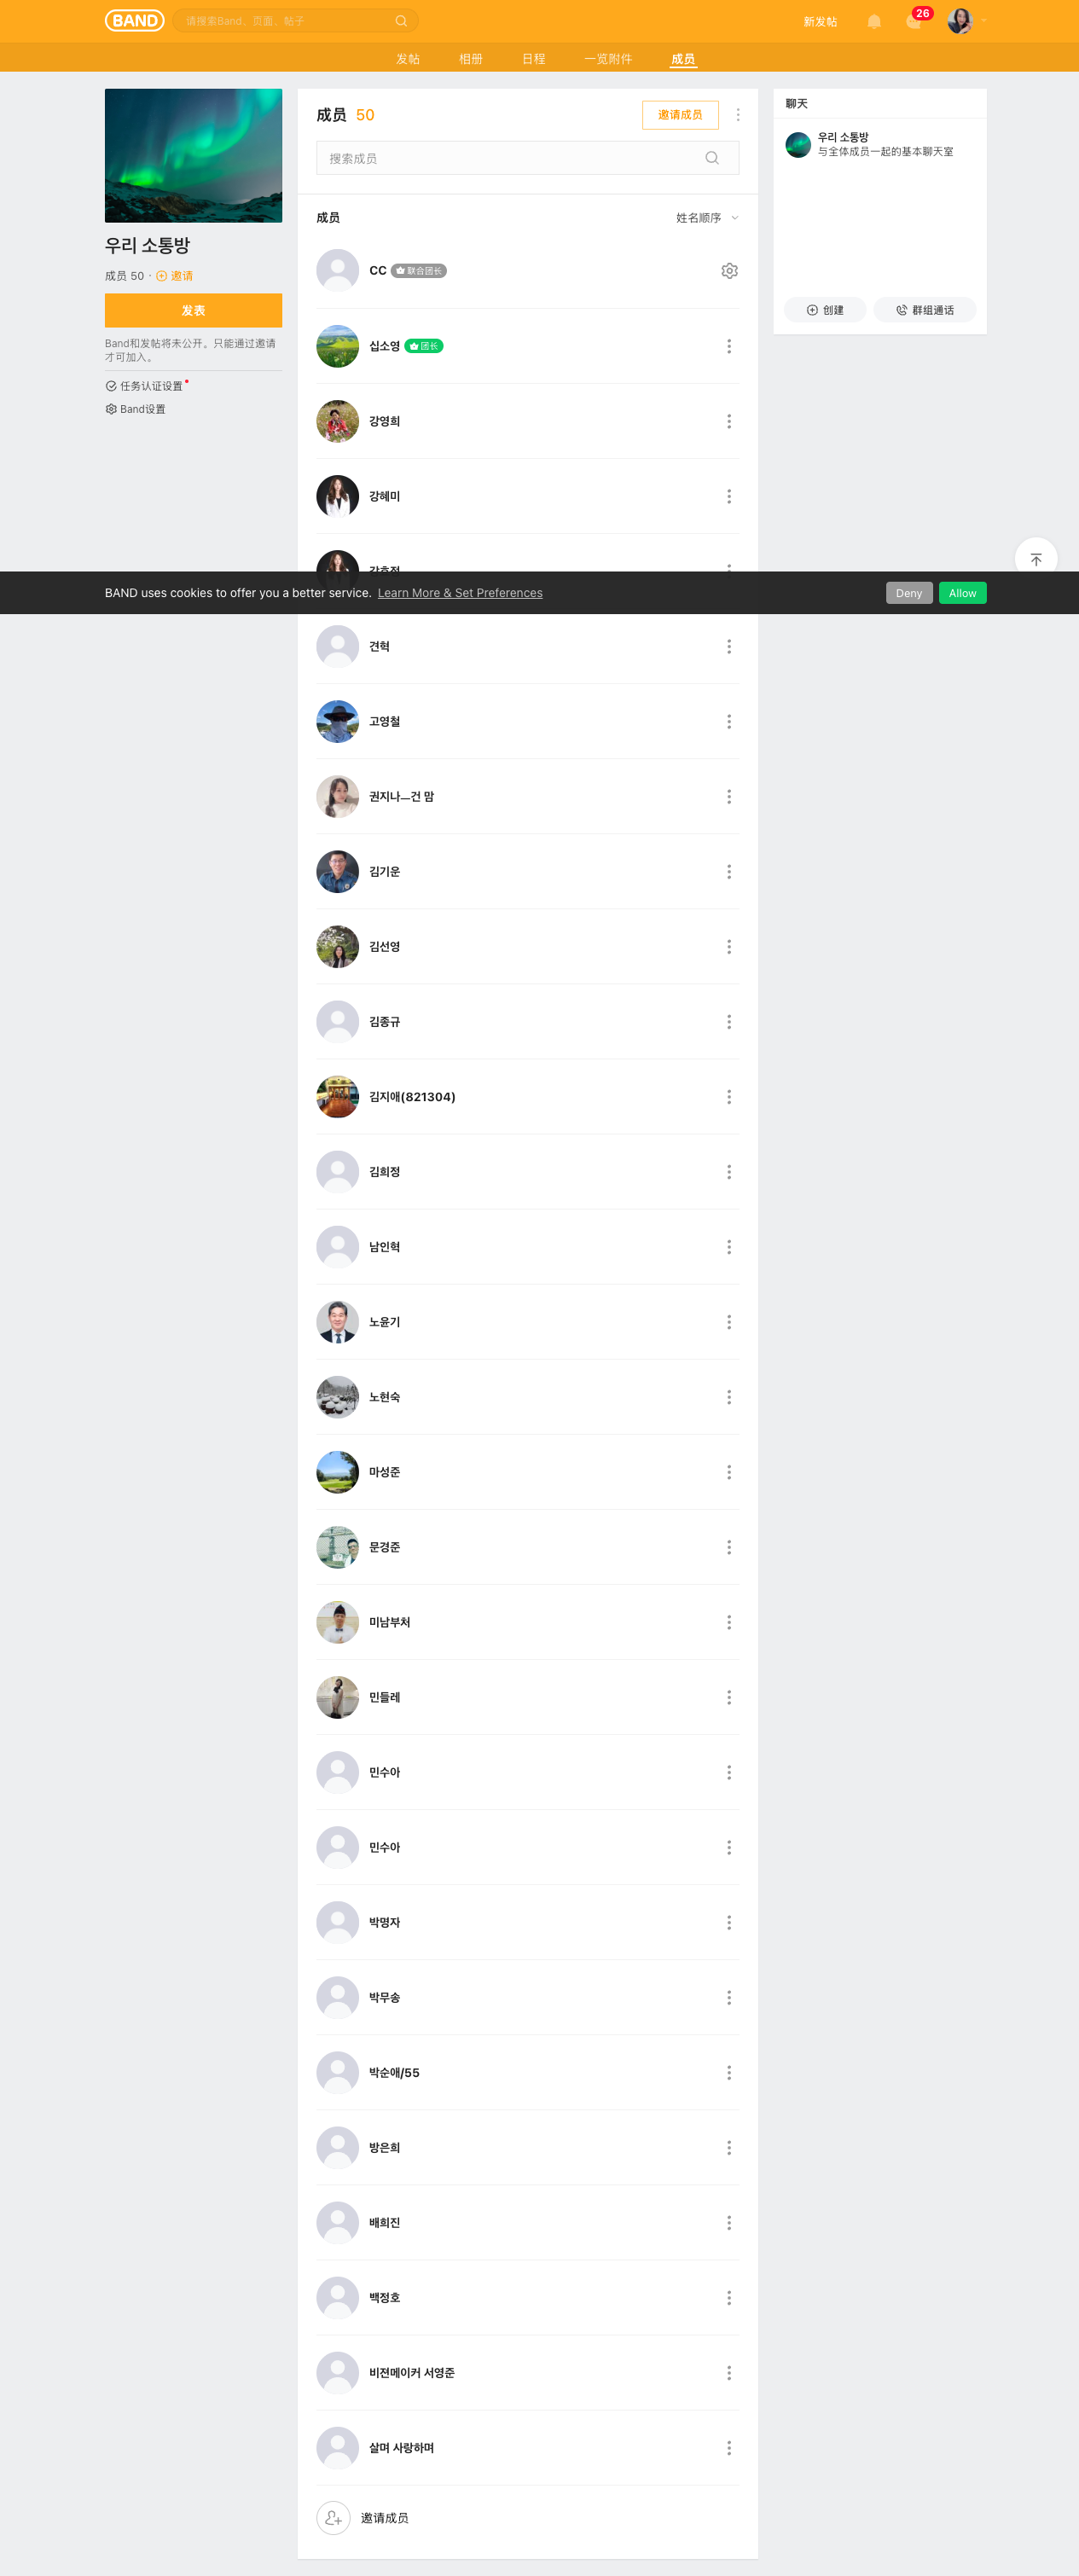 BAND
请搜索Band、页面、帖子
新发帖
26
发帖
相册
日程
一览附件
成员
우리 소통방
成员 50 · 邀请
发表
Band和发帖将未公开。只能通过邀请
才可加入。
任务认证设置
Band设置
成员 50
邀请成员
搜索成员
成员
姓名顺序
CC 联合团长
십소영 团长
강영희
강혜미
견혁
고영철
권지나ㅡ건 맘
김기운
김선영
김종규
김지애(821304)
김희정
남인혁
노윤기
노현숙
마성준
문경준
미남부처
민들레
민수아
민수아
박명자
박무송
박순애/55
방은희
배희진
백정호
비젼메이커 서영준
살며 사랑하며
邀请成员
聊天
우리 소통방
与全体成员一起的基本聊天室
创建
群组通话
BAND uses cookies to offer you a better service. Learn More & Set Preferences
Deny
Allow